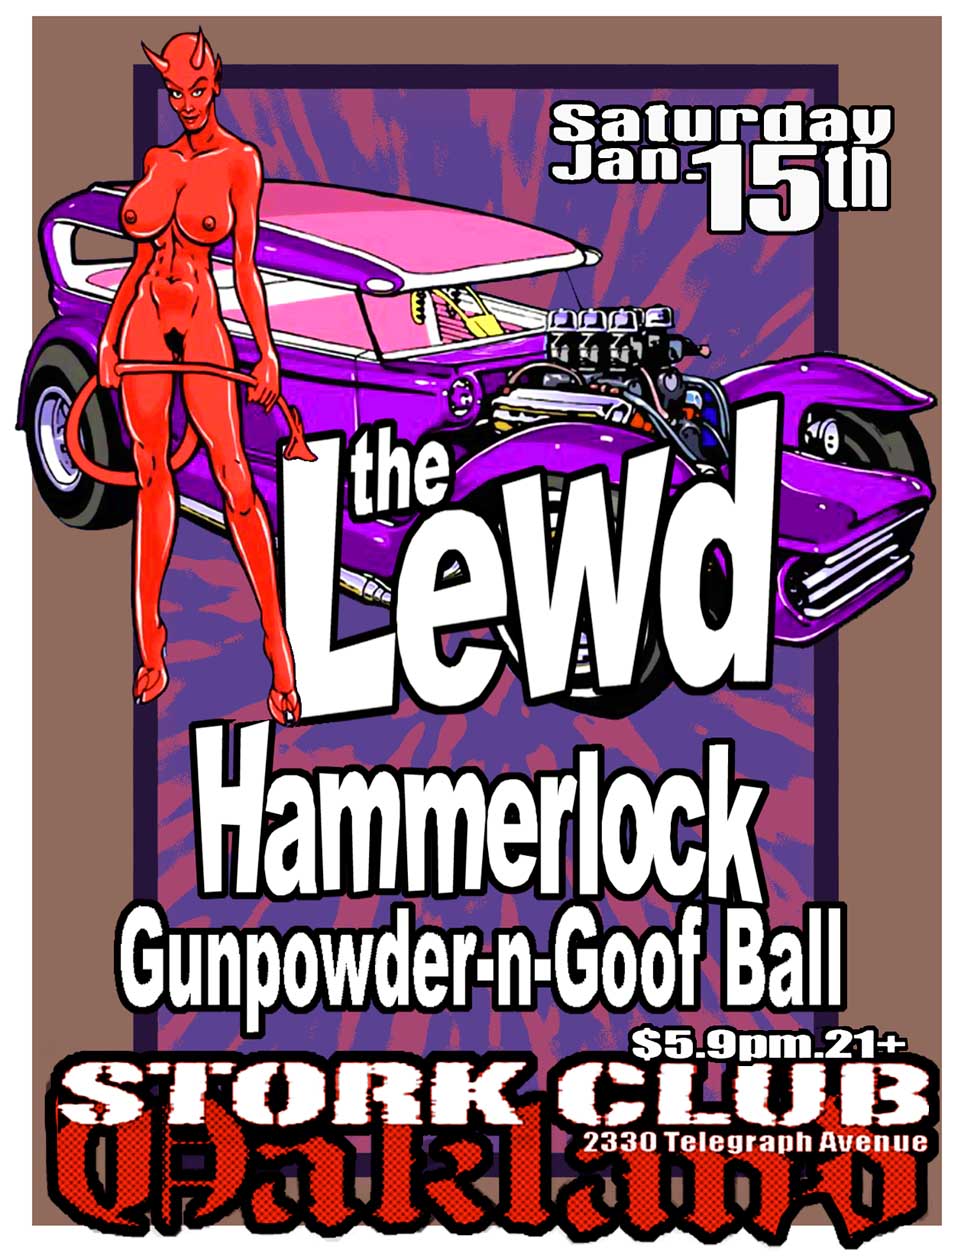 Saturday
Jan. 15th
the
Lewd
Hammerlock
Gunpowder-n-Goof Ball
$5.9pm.21+
STORK CLUB
2330 Telegraph Avenue
Oakland